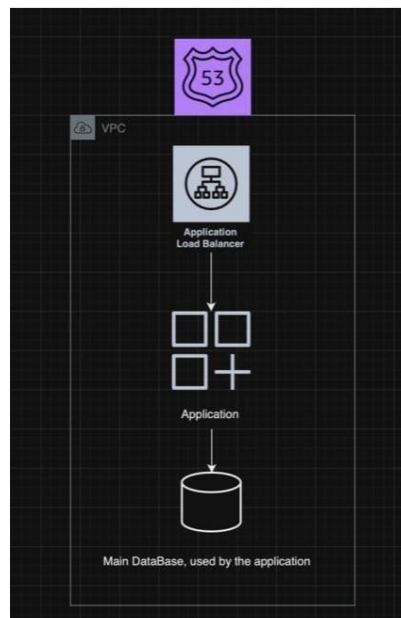 53
VPC
Application
Load Balancer
Application
Main DataBase, used by the application